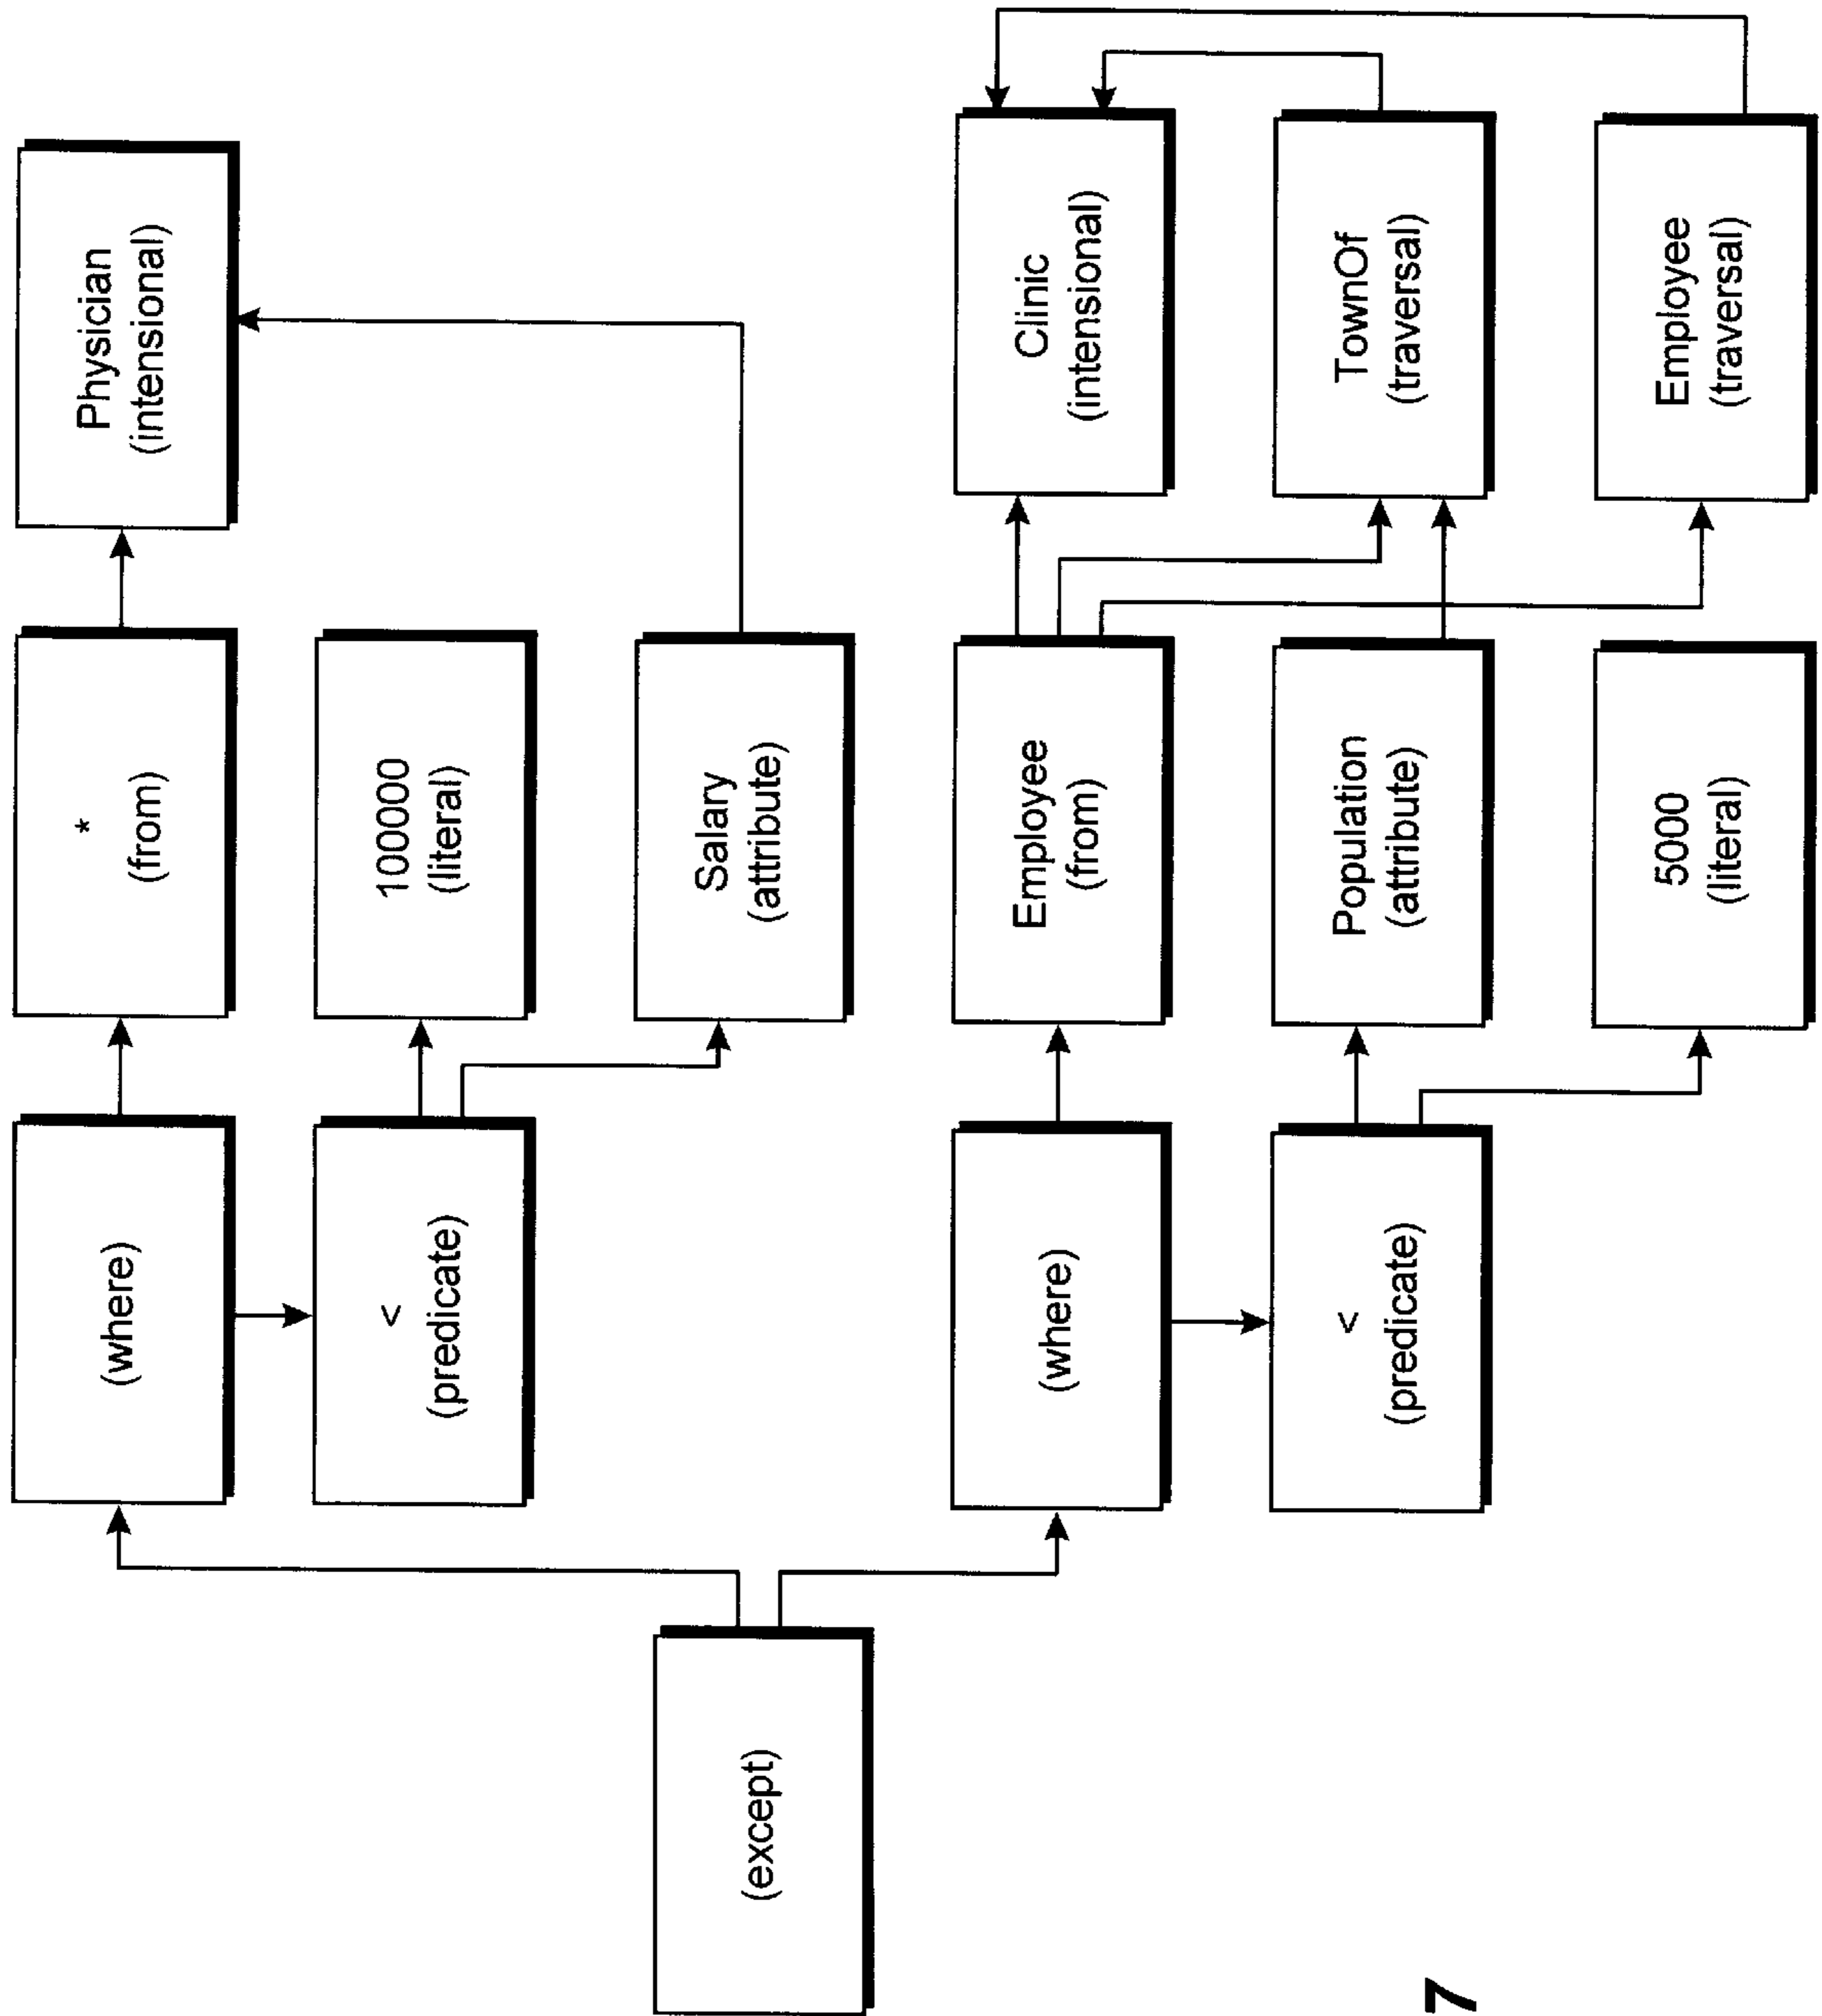 (where)
*
(from)
Physician
(intensional)
<
(predicate)
100000
(literal)
Salary
(attribute)
(except)
(where)
Employee
(from)
Clinic
(intensional)
<
(predicate)
Population
(attribute)
TownOf
(traversal)
5000
(literal)
Employee
(traversal)
7